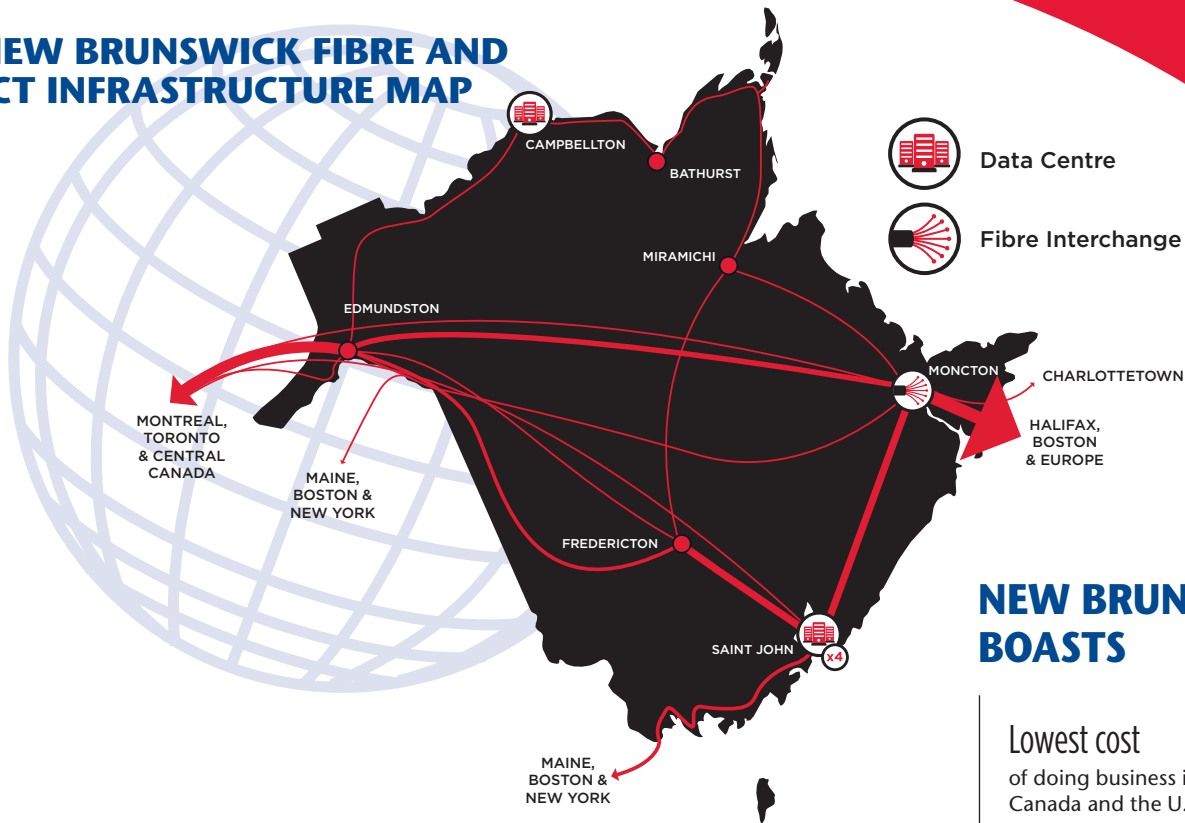 EW BRUNSWICK FIBRE AND
CT INFRASTRUCTURE MAP
CAMPBELLTON
BATHURST
MIRAMICHI
EDMUNDSTON
MONCTON
CHARLOTTETOWN
HALIFAX,
BOSTON
& EUROPE
MONTREAL,
TORONTO
& CENTRAL
CANADA
MAINE,
BOSTON &
NEW YORK
FREDERICTON
SAINT JOHN
x4
MAINE,
BOSTON &
NEW YORK
Data Centre
Fibre Interchange
NEW BRUN
BOASTS
Lowest cost
of doing business i
Canada and the U.